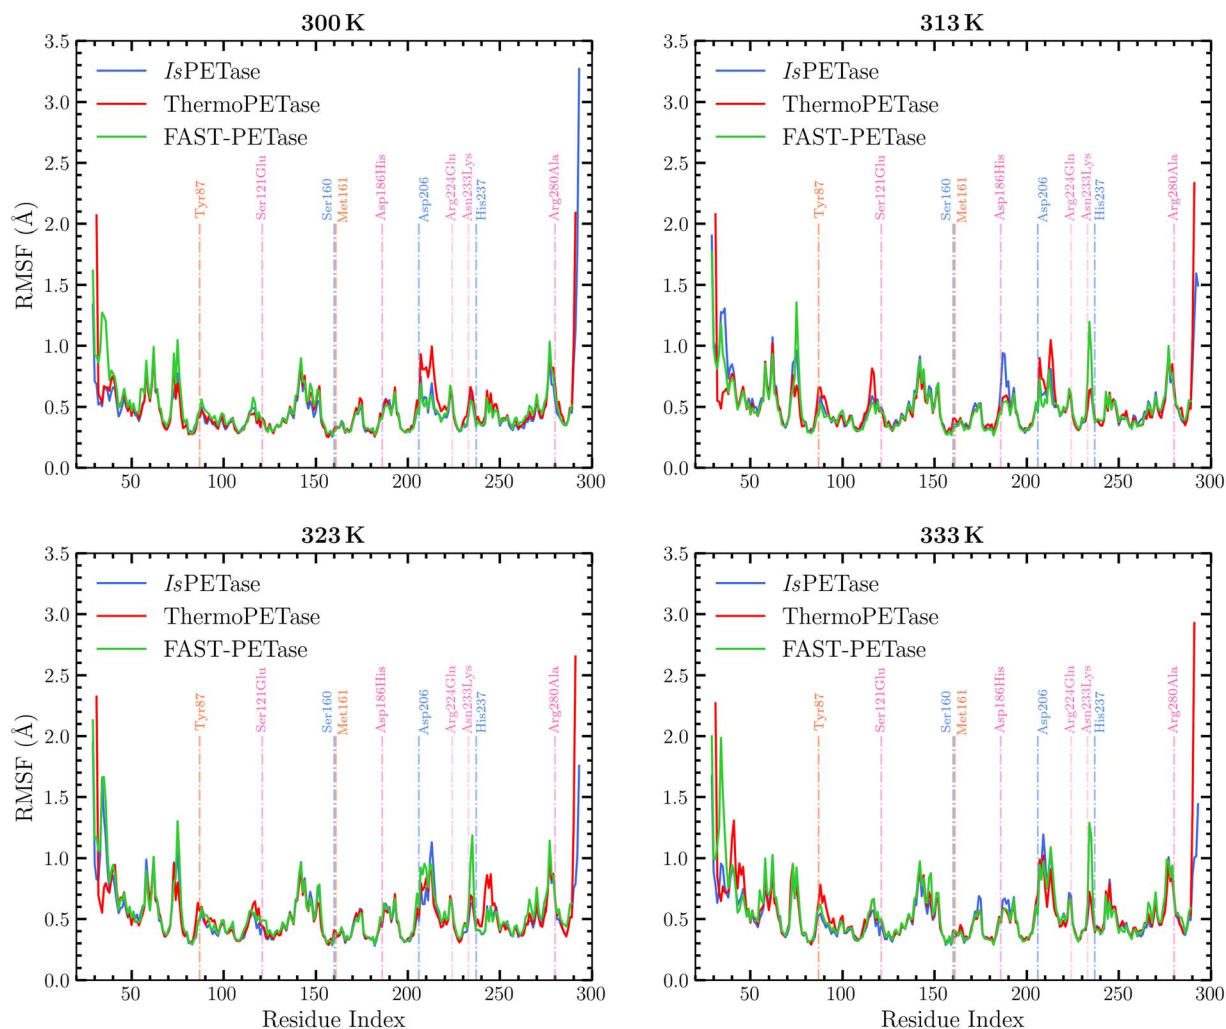 300 K
RMSF (Å)
3.5
3.0
2.5
2.0
1.5
1.0
0.5
0.0
IsPETase
ThermoPETase
FAST-PETase
Tyr87
Ser121Glu
Ser160
Met161
Asp186His
Asp206
Arg224Gln
Asn233Lys
His237
Arg280Ala
50
100
150
200
250
300
313 K
3.5
3.0
2.5
2.0
1.5
1.0
0.5
0.0
IsPETase
ThermoPETase
FAST-PETase
Tyr87
Ser121Glu
Ser160
Met161
Asp186His
Asp206
Arg224Gln
Asn233Lys
His237
Arg280Ala
50
100
150
200
250
300
323 K
RMSF (Å)
3.5
3.0
2.5
2.0
1.5
1.0
0.5
0.0
IsPETase
ThermoPETase
FAST-PETase
Tyr87
Ser121Glu
Ser160
Met161
Asp186His
Asp206
Arg224Gln
Asn233Lys
His237
Arg280Ala
50
100
150
200
250
300
Residue Index
333 K
3.5
3.0
2.5
2.0
1.5
1.0
0.5
0.0
IsPETase
ThermoPETase
FAST-PETase
Tyr87
Ser121Glu
Ser160
Met161
Asp186His
Asp206
Arg224Gln
Asn233Lys
His237
Arg280Ala
50
100
150
200
250
300
Residue Index